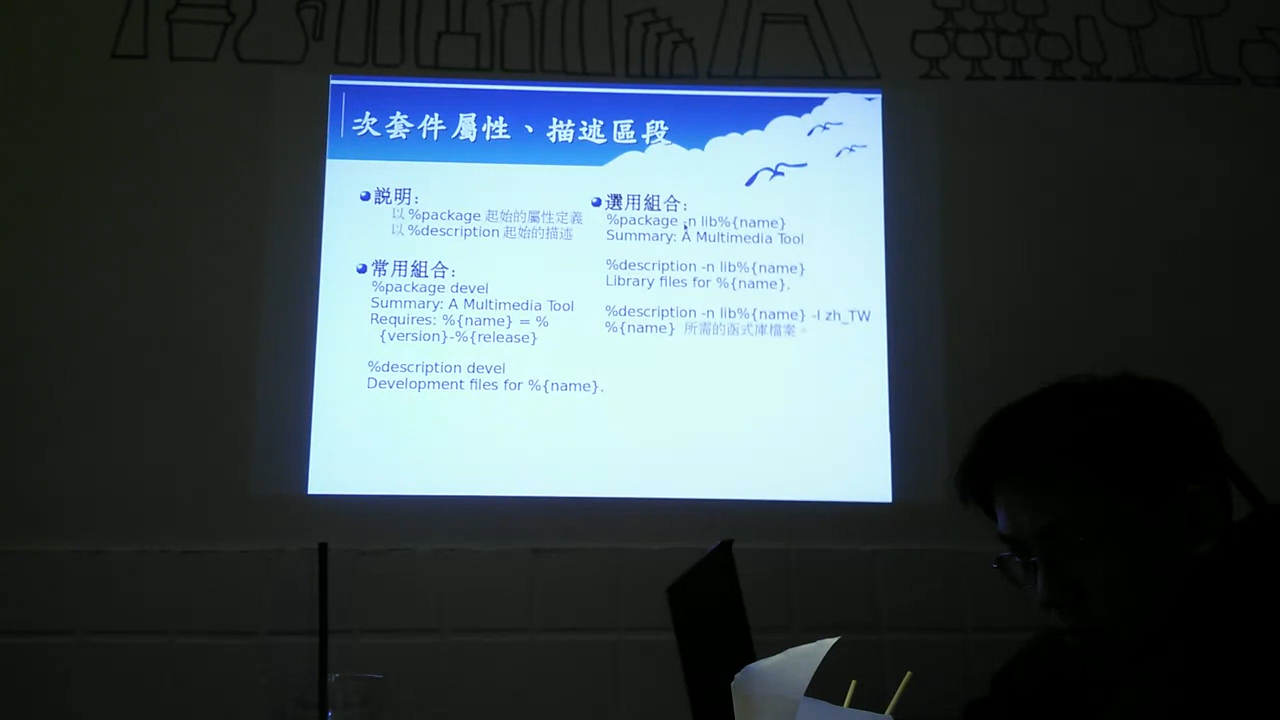 次套件屬性、描述區段
説明:
以 %package 起始的屬性定義
以 %description 起始的描述
常用組合:
%package devel
Summary: A Multimedia Tool
Requires: %{name} = %
{version}-%{release}
%description devel
Development files for %{name}.
選用組合:
%package -n lib%{name}
Summary: A Multimedia Tool
%description -n lib%{name}
Library files for %{name}.
%description -n lib%{name} -l zh_TW
%{name} 所需的函式庫檔案。